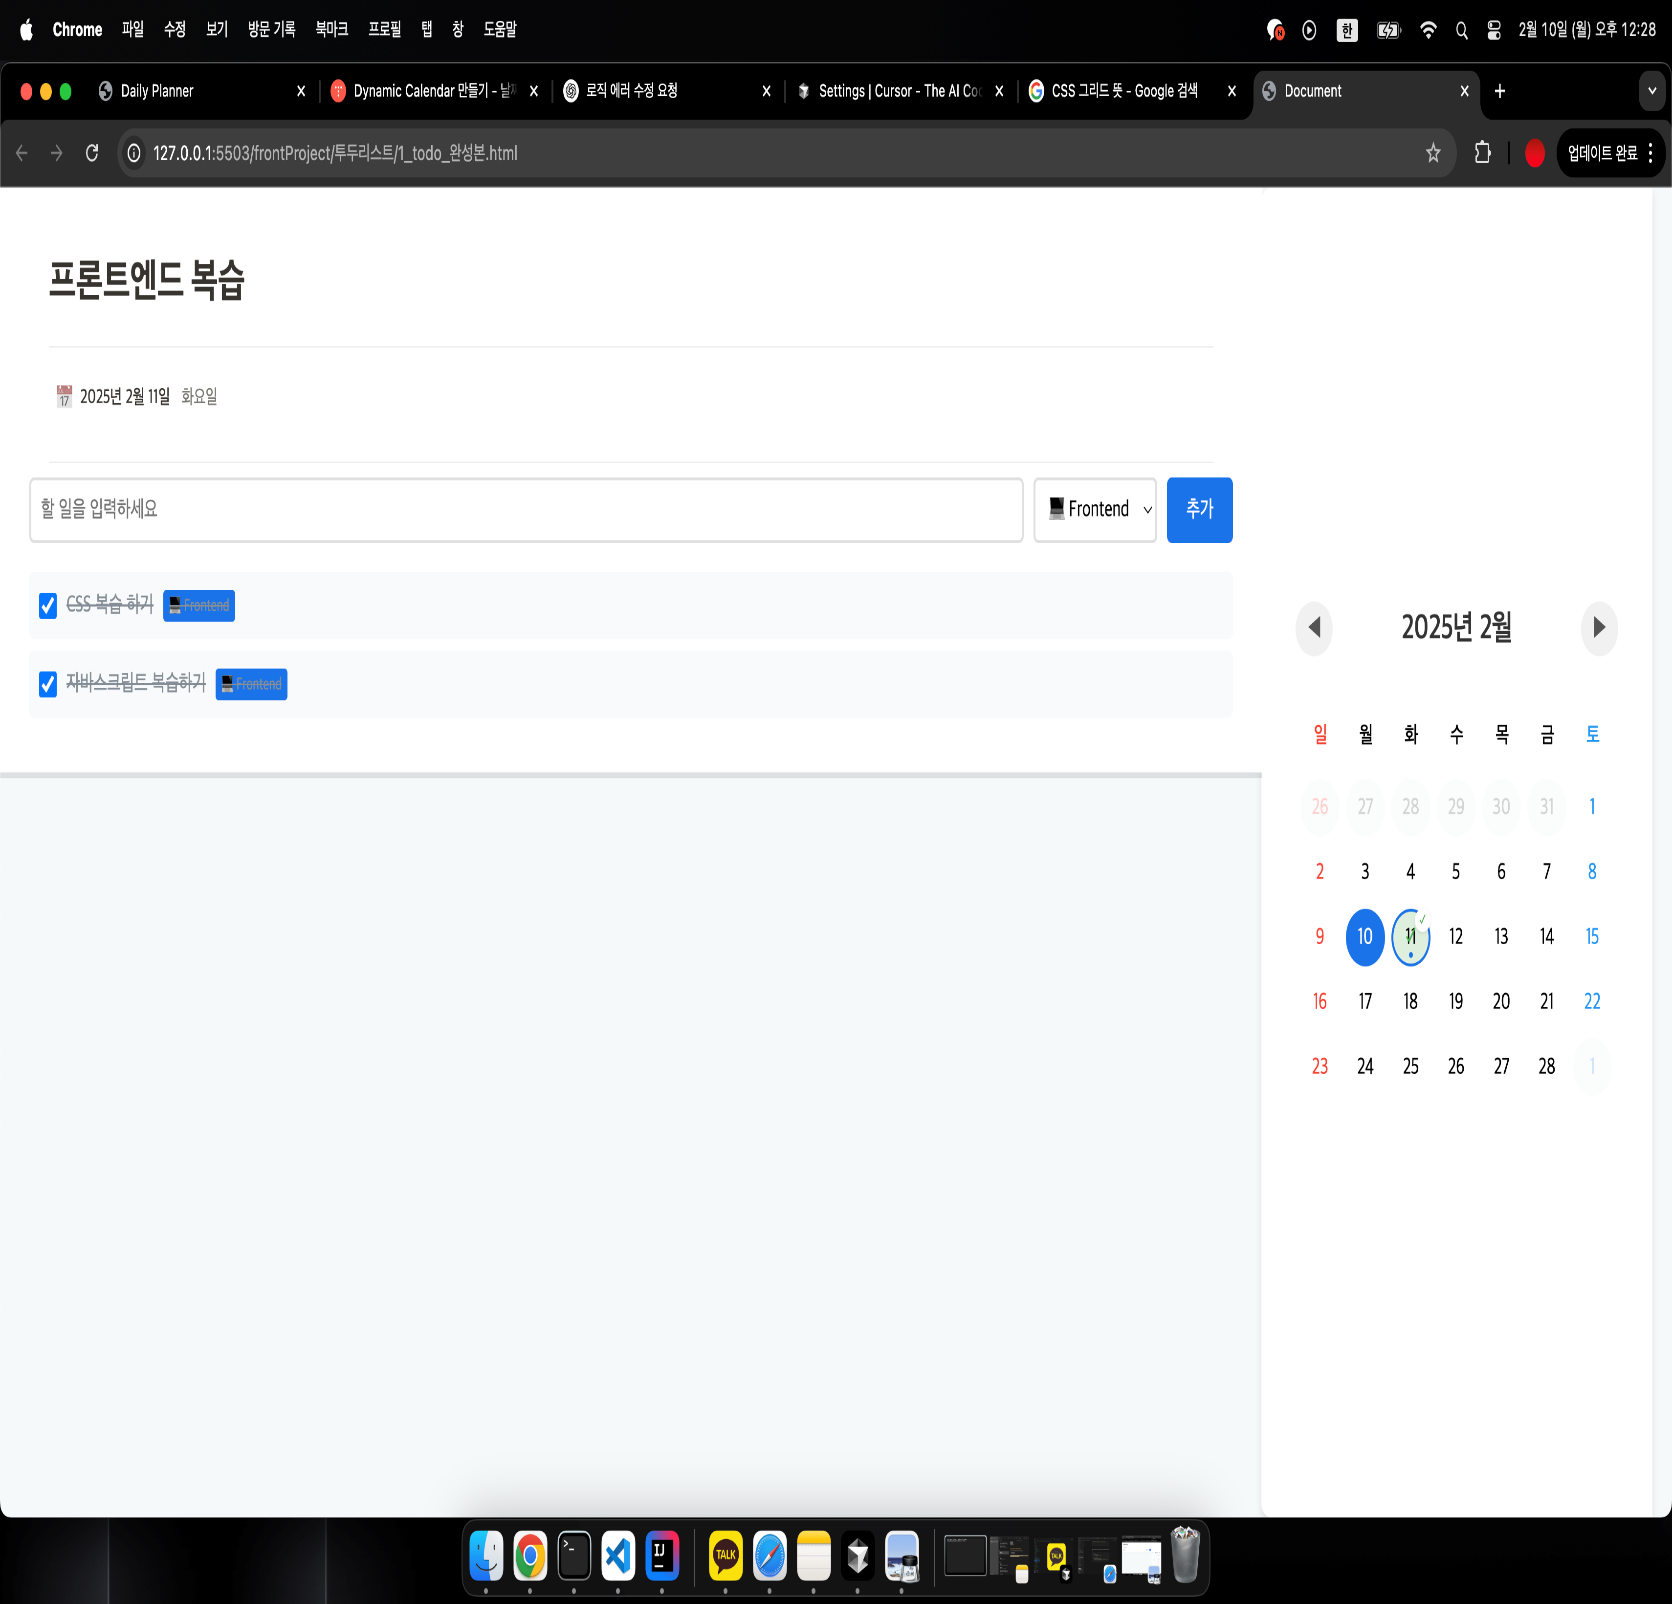 Chrome 파일 수정 보기 방문 기록 북마크 프로필 탭 창 도움말 한 2월 10일 (월) 오후 12:28
Daily Planner Dynamic Calendar 만들기 - 로직 에러 수정 요청 Settings | Cursor - The AI CSS 그리드 뜻 - Google 검색 Document
127.0.0.1:5503/frontProject/투두리스트/1_todo_완성본.html 업데이트 완료
프론트엔드 복습
17 2025년 2월 11일 화요일
할 일을 입력하세요 Frontend 추가
CSS 복습 하기 Frontend
자바스크립트 복습하기 Frontend
2025년 2월
일 월 화 수 목 금 토
26 27 28 29 30 31 1
2 3 4 5 6 7 8
9 10 11 12 13 14 15
16 17 18 19 20 21 22
23 24 25 26 27 28 1
IJ TALK
TALK